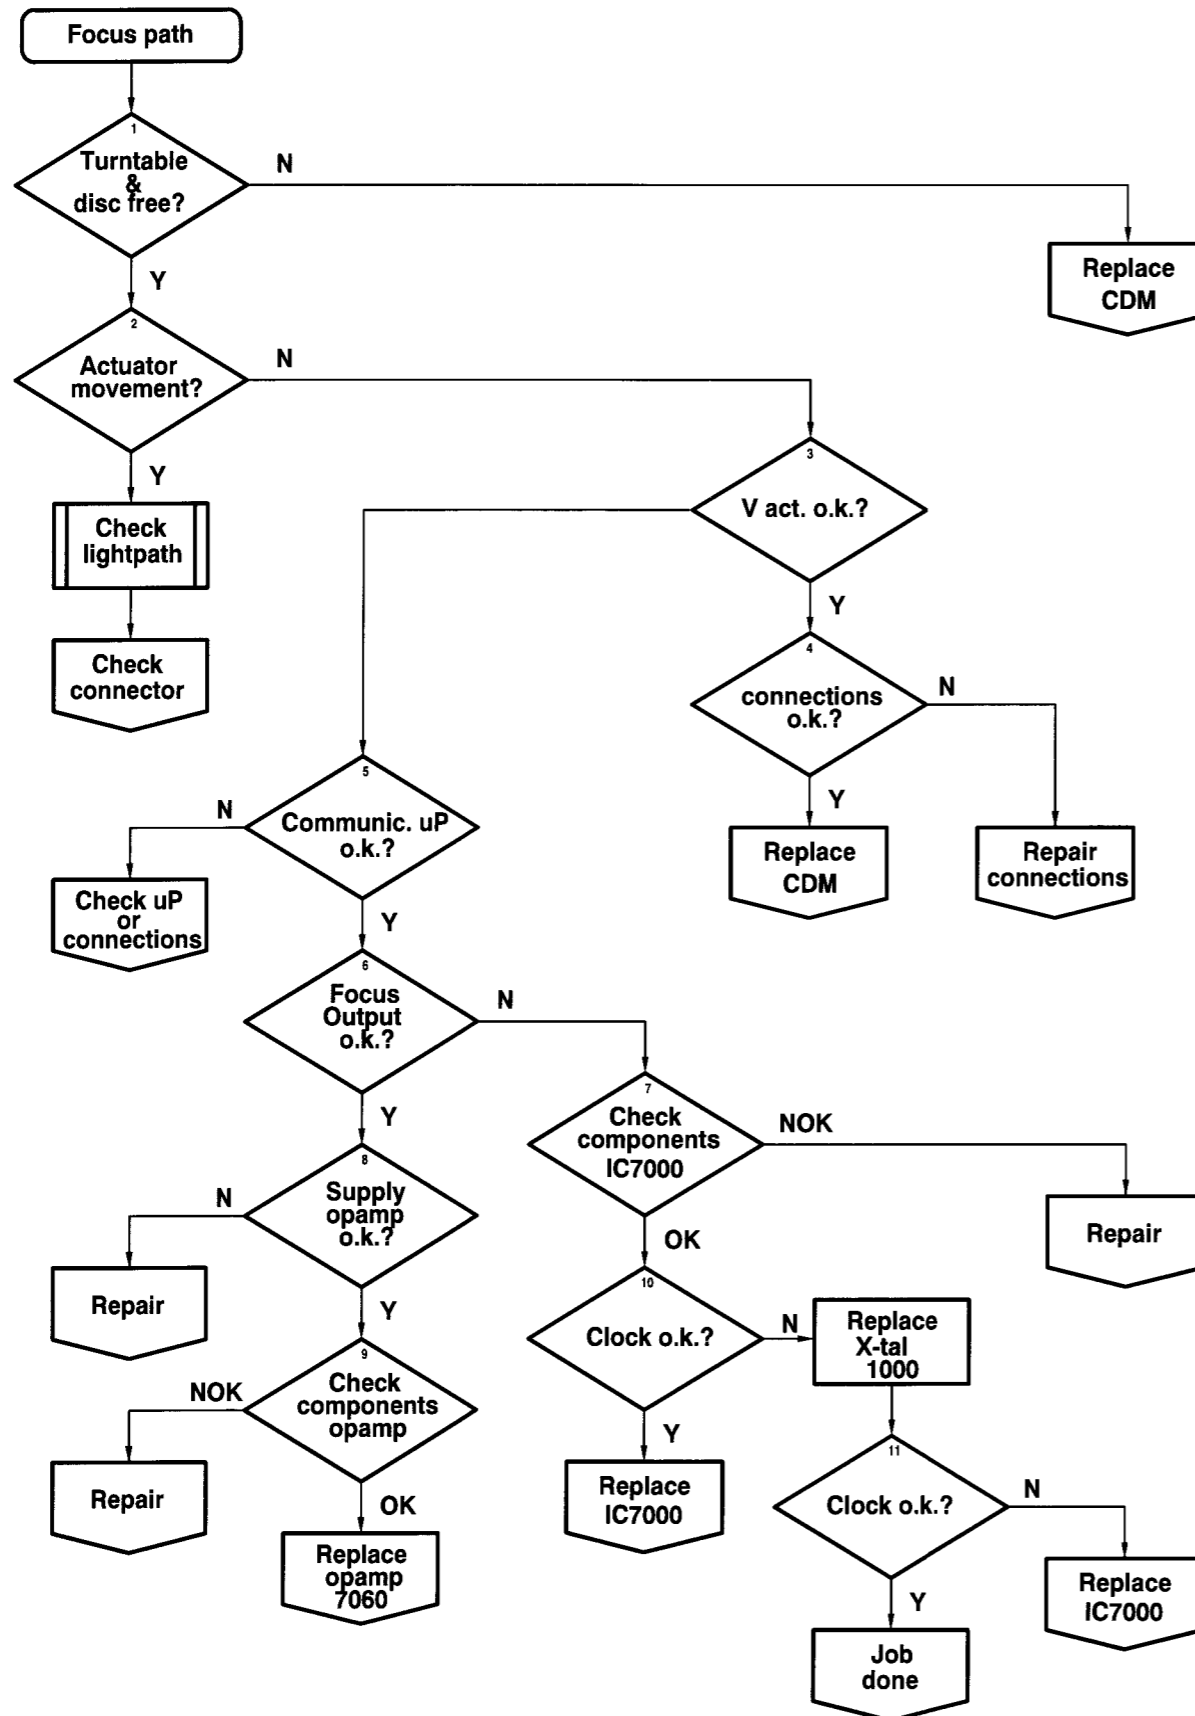 Focus path
1
Turntable
&
disc free?
N
Y
Replace
CDM
2
Actuator
movement?
N
Y
3
V act. o.k.?
Y
Check
lightpath
Check
connector
4
connections
o.k.?
N
Y
5
Communic. uP
o.k.?
N
Y
Replace
CDM
Repair
connections
Check uP
or
connections
6
Focus
Output
o.k.?
N
Y
7
Check
components
IC7000
NOK
OK
8
Supply
opamp
o.k.?
N
Y
Repair
Repair
10
Clock o.k.?
N
Y
Replace
X-tal
1000
9
Check
components
opamp
NOK
OK
Repair
Replace
IC7000
11
Clock o.k.?
N
Y
Replace
opamp
7060
Replace
IC7000
Job
done